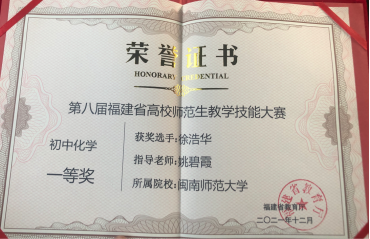 荣誉证书
HONORARY CREDENTIAL
第八届福建省高校师范生教学技能大赛
初中化学
一等奖
获奖选手:徐浩华
指导老师:姚碧霞
所属院校:闽南师范大学
福建省教育厅
二〇二一年十二月